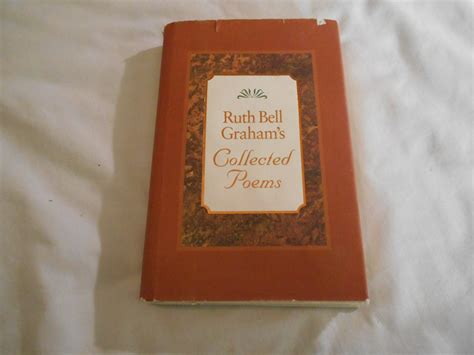 Ruth Bell
Graham's
Collected
Poems